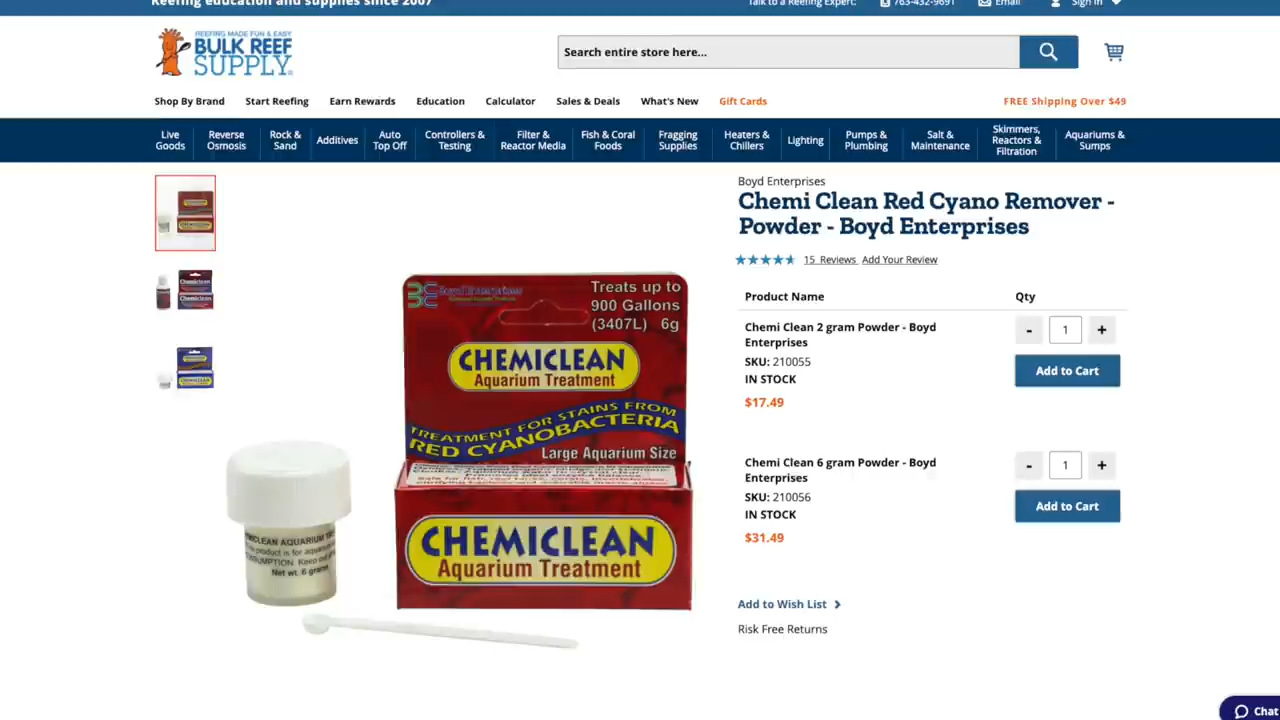 Reefing education and supplies since 2007
Talk to a Reefing Expert: 763-432-9691 Email Sign In
REEFING MADE FUN & EASY
BULK REEF
SUPPLY
Search entire store here...
Shop By Brand Start Rewards Earn Rewards Education Calculator Sales & Deals What's New Gift Cards FREE Shipping Over $49
Live Goods
Reverse Osmosis
Rock & Sand
Additives
Auto Top Off
Controllers & Testing
Filter & Reactor Media
Fish & Coral Foods
Fragging Supplies
Heaters & Chillers
Lighting
Pumps & Plumbing
Salt & Maintenance
Skimmers, Reactors & Filtration
Aquariums & Sumps
Boyd Enterprises
Chemi Clean Red Cyano Remover -
Powder - Boyd Enterprises
15 Reviews Add Your Review
Product Name Qty
Chemi Clean 2 gram Powder - Boyd
Enterprises
- 1 +
SKU: 210055
Add to Cart
IN STOCK
$17.49
Chemi Clean 6 gram Powder - Boyd
Enterprises
- 1 +
SKU: 210056
Add to Cart
IN STOCK
$31.49
Add to Wish List
Risk Free Returns
Boyd Enterprises
Treats up to
900 Gallons
(3407L) 6g
CHEMICLEAN
Aquarium Treatment
TREATMENT FOR STAINS FROM
RED CYANOBACTERIA
Large Aquarium Size
CHEMICLEAN
Aquarium Treatment
Net wt. 6 grams
Chat